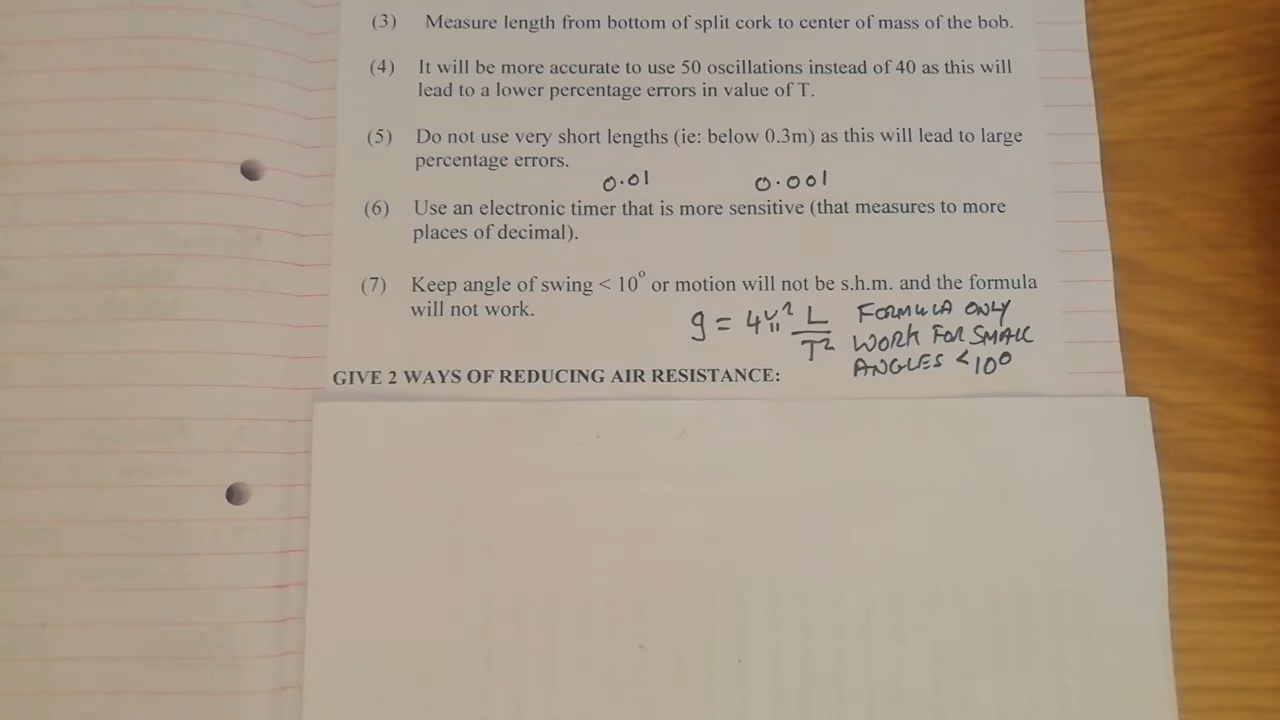 (3) Measure length from bottom of split cork to center of mass of the bob.
(4) It will be more accurate to use 50 oscillations instead of 40 as this will
lead to a lower percentage errors in value of T.
(5) Do not use very short lengths (ie: below 0.3m) as this will lead to large
percentage errors.
0.01 0.001
(6) Use an electronic timer that is more sensitive (that measures to more
places of decimal).
(7) Keep angle of swing < 10° or motion will not be s.h.m. and the formula
will not work.
g = 4π² L/T²
FORMULA ONLY
WORK FOR SMALL
ANGLES < 10°
GIVE 2 WAYS OF REDUCING AIR RESISTANCE: